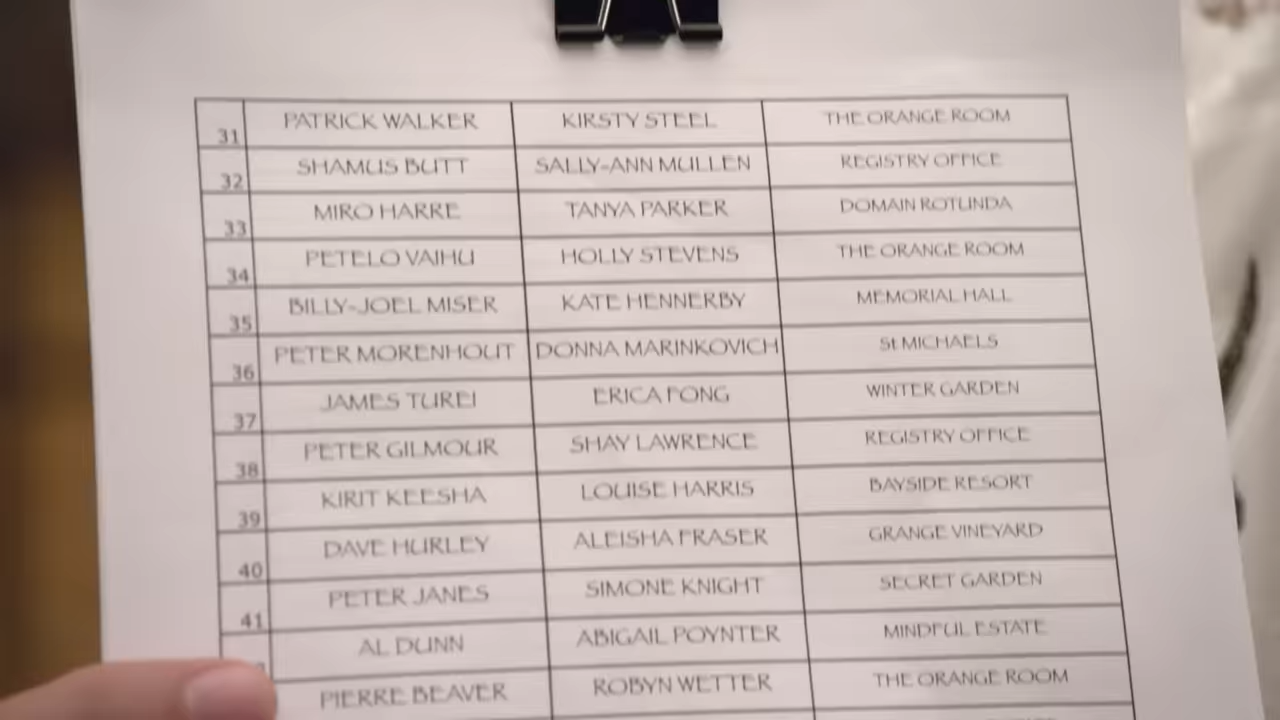 31 PATRICK WALKER KIRSTY STEEL THE ORANGE ROOM
32 SHAMUS BUTT SALLY-ANN MULLEN REGISTRY OFFICE
33 MIRO HARRE TANYA PARKER DOMAIN ROTUNDA
34 PETELO VAIHU HOLLY STEVENS THE ORANGE ROOM
35 BILLY-JOEL MISER KATE HENNERBY MEMORIAL HALL
36 PETER MORENHOUT DONNA MARINKOVICH St MICHAELS
37 JAMES TUREI ERICA FONG WINTER GARDEN
38 PETER GILMOUR SHAY LAWRENCE REGISTRY OFFICE
39 KIRIT KEESHA LOUISE HARRIS BAYSIDE RESORT
40 DAVE HURLEY ALEISHA FRASER GRANGE VINEYARD
41 PETER JANES SIMONE KNIGHT SECRET GARDEN
AL DUNN ABIGAIL POYNTER MINDFUL ESTATE
PIERRE BEAVER ROBYN WETTER THE ORANGE ROOM